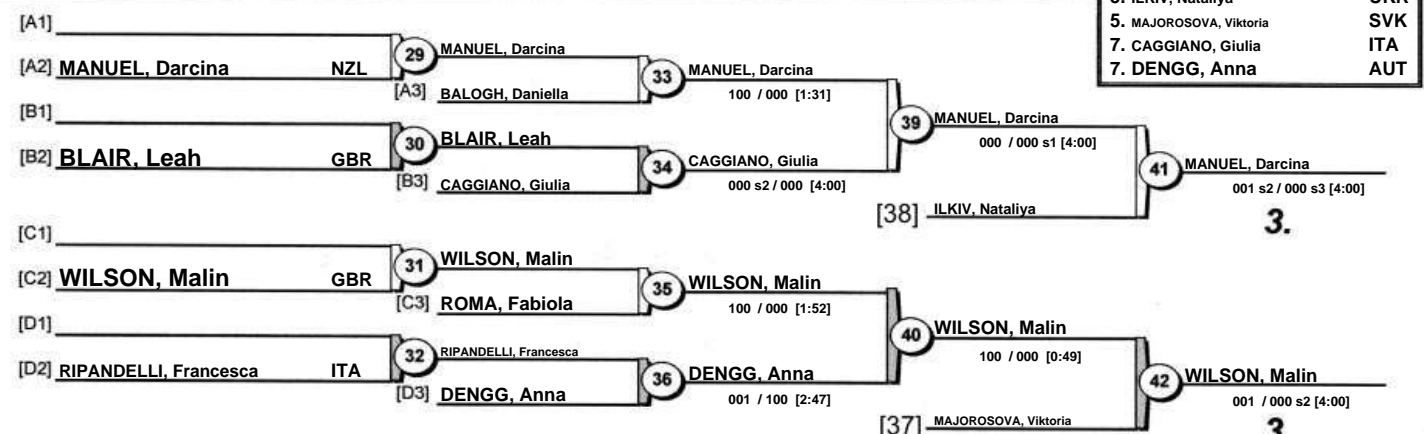 5. ILKIV, Nataliya UKR
5. MAJOROSOVA, Viktoria SVK
7. CAGGIANO, Giulia ITA
7. DENGG, Anna AUT
[A1]
[A2] MANUEL, Darcina NZL
29
MANUEL, Darcina
[A3] BALOGH, Daniella
33
MANUEL, Darcina
100 / 000 [1:31]
[B1]
[B2] BLAIR, Leah GBR
30
BLAIR, Leah
[B3] CAGGIANO, Giulia
34
CAGGIANO, Giulia
000 s2 / 000 [4:00]
39
MANUEL, Darcina
000 / 000 s1 [4:00]
[38] ILKIV, Nataliya
41
MANUEL, Darcina
001 s2 / 000 s3 [4:00]
3.
[C1]
[C2] WILSON, Malin GBR
31
WILSON, Malin
[C3] ROMA, Fabiola
35
WILSON, Malin
100 / 000 [1:52]
[D1]
[D2] RIPANDELLI, Francesca ITA
32
RIPANDELLI, Francesca
[D3] DENGG, Anna
36
DENGG, Anna
001 / 100 [2:47]
40
WILSON, Malin
100 / 000 [0:49]
[37] MAJOROSOVA, Viktoria
42
WILSON, Malin
001 / 000 s2 [4:00]
3.